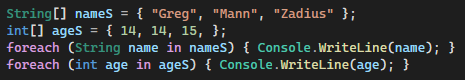 String[] nameS = { "Greg", "Mann", "Zadius" };
int[] ageS = { 14, 14, 15, };
foreach (String name in nameS) { Console.WriteLine(name); }
foreach (int age in ageS) { Console.WriteLine(age); }